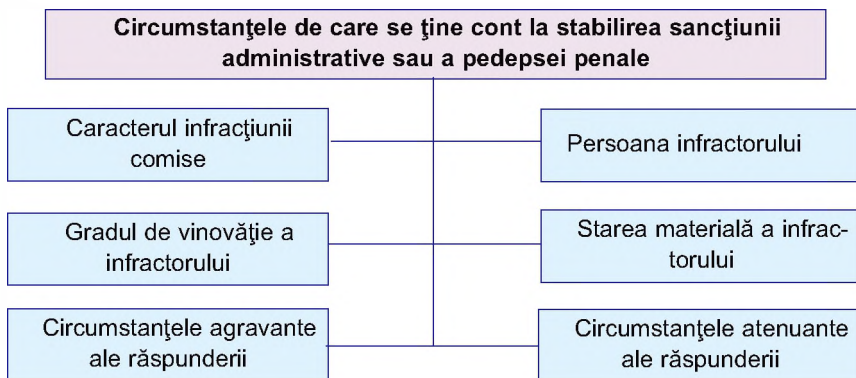 Circumstanţele de care se ţine cont la stabilirea sancţiunii
administrative sau a pedepsei penale
Caracterul infracţiunii
comise
Persoana infractorului
Gradul de vinovăţie a
infractorului
Starea materială a infrac-
torului
Circumstanţele agravante
ale răspunderii
Circumstanţele atenuante
ale răspunderii